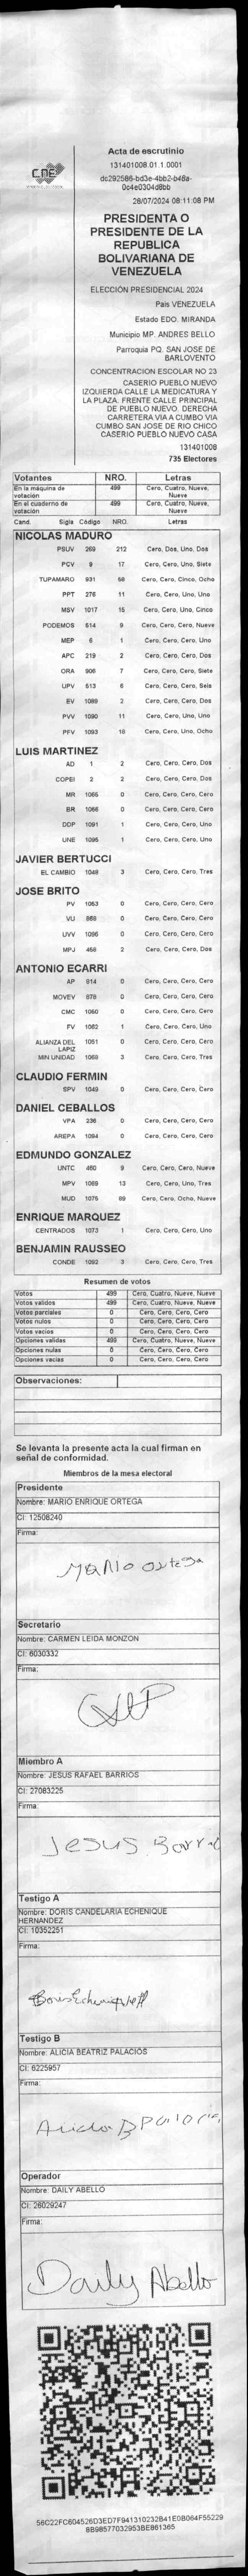 CNE
Acta de escrutinio
131401008.01.1.0001
dc292586-bd3e-4bb2-b48a-
0c4e0304d8bb
28/07/2024 08:11:08 PM
PRESIDENTA O
PRESIDENTE DE LA
REPUBLICA
BOLIVARIANA DE
VENEZUELA
ELECCIÓN PRESIDENCIAL 2024
País VENEZUELA
Estado EDO. MIRANDA
Municipio MP. ANDRES BELLO
Parroquia PQ. SAN JOSE DE
BARLOVENTO
CONCENTRACION ESCOLAR NO 23
CASERIO PUEBLO NUEVO
IZQUIERDA CALLE LA MEDICATURA Y
LA PLAZA. FRENTE CALLE PRINCIPAL
DE PUEBLO NUEVO. DERECHA
CARRETERA VIA A CUMBO VIA
CUMBO SAN JOSE DE RIO CHICO
CASERIO PUEBLO NUEVO CASA
131401008
735 Electores
Votantes NRO. Letras
En la máquina de votación 499 Cero, Cuatro, Nueve, Nueve
En el cuaderno de votación 499 Cero, Cuatro, Nueve, Nueve
Cand. Sigla Código NRO. Letras
NICOLAS MADURO
PSUV 269 212 Cero, Dos, Uno, Dos
PCV 9 17 Cero, Cero, Uno, Siete
TUPAMARO 931 68 Cero, Cero, Cinco, Ocho
PPT 276 11 Cero, Cero, Uno, Uno
MSV 1017 15 Cero, Cero, Uno, Cinco
PODEMOS 514 9 Cero, Cero, Cero, Nueve
MEP 6 1 Cero, Cero, Cero, Uno
APC 219 2 Cero, Cero, Cero, Dos
ORA 906 7 Cero, Cero, Cero, Siete
UPV 513 6 Cero, Cero, Cero, Seis
EV 1089 2 Cero, Cero, Cero, Dos
PVV 1090 11 Cero, Cero, Uno, Uno
PFV 1093 18 Cero, Cero, Uno, Ocho
LUIS MARTINEZ
AD 1 2 Cero, Cero, Cero, Dos
COPEI 2 2 Cero, Cero, Cero, Dos
MR 1065 0 Cero, Cero, Cero, Cero
BR 1066 0 Cero, Cero, Cero, Cero
DDP 1091 1 Cero, Cero, Cero, Uno
UNE 1095 1 Cero, Cero, Cero, Uno
JAVIER BERTUCCI
EL CAMBIO 1048 3 Cero, Cero, Cero, Tres
JOSE BRITO
PV 1053 0 Cero, Cero, Cero, Cero
VU 868 0 Cero, Cero, Cero, Cero
UVV 1096 0 Cero, Cero, Cero, Cero
MPJ 458 2 Cero, Cero, Cero, Dos
ANTONIO ECARRI
AP 914 0 Cero, Cero, Cero, Cero
MOVEV 878 0 Cero, Cero, Cero, Cero
CMC 1050 0 Cero, Cero, Cero, Cero
FV 1062 1 Cero, Cero, Cero, Uno
ALIANZA DEL LAPIZ 1051 0 Cero, Cero, Cero, Cero
MIN UNIDAD 1068 3 Cero, Cero, Cero, Tres
CLAUDIO FERMIN
SPV 1049 0 Cero, Cero, Cero, Cero
DANIEL CEBALLOS
VPA 236 0 Cero, Cero, Cero, Cero
AREPA 1094 0 Cero, Cero, Cero, Cero
EDMUNDO GONZALEZ
UNTC 460 9 Cero, Cero, Cero, Nueve
MPV 1069 13 Cero, Cero, Uno, Tres
MUD 1075 89 Cero, Cero, Ocho, Nueve
ENRIQUE MARQUEZ
CENTRADOS 1073 1 Cero, Cero, Cero, Uno
BENJAMIN RAUSSEO
CONDE 1092 3 Cero, Cero, Cero, Tres
Resumen de votos
Votos 499 Cero, Cuatro, Nueve, Nueve
Votos validos 499 Cero, Cuatro, Nueve, Nueve
Votos parciales 0 Cero, Cero, Cero, Cero
Votos nulos 0 Cero, Cero, Cero, Cero
Votos vacios 0 Cero, Cero, Cero, Cero
Opciones validas 499 Cero, Cuatro, Nueve, Nueve
Opciones nulas 0 Cero, Cero, Cero, Cero
Opciones vacias 0 Cero, Cero, Cero, Cero
Observaciones:
Se levanta la presente acta la cual firman en
señal de conformidad.
Miembros de la mesa electoral
Presidente
Nombre: MARIO ENRIQUE ORTEGA
CI: 12508240
Firma:
Mario Ortega
Secretario
Nombre: CARMEN LEIDA MONZON
CI: 6030332
Firma:
Miembro A
Nombre: JESUS RAFAEL BARRIOS
CI: 27083225
Firma:
Jesus Barri
Testigo A
Nombre: DORIS CANDELARIA ECHENIQUE
HERNANDEZ
CI: 10352251
Firma:
Testigo B
Nombre: ALICIA BEATRIZ PALACIOS
CI: 6225957
Firma:
Alicia B Palacios
Operador
Nombre: DAILY ABELLO
CI: 26029247
Firma:
Daily Abello
56C22FC604526D3ED7F941310232B41E0B064F55229
8B98577032953BE861365